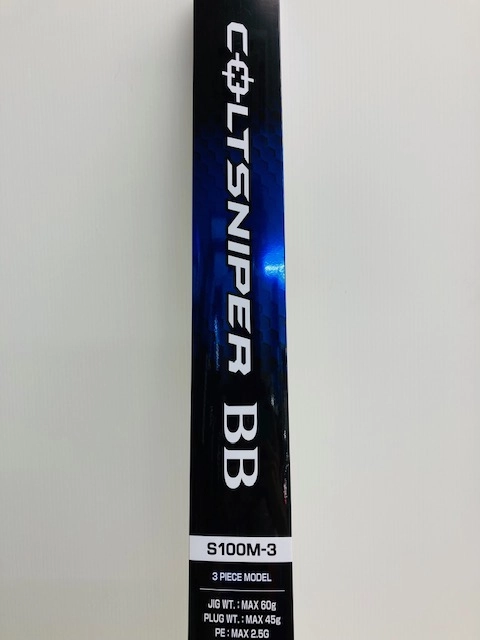 COLTSNIPER BB
S100M-3
3 PIECE MODEL
JIG WT. : MAX 60g
PLUG WT. : MAX 45g
PE : MAX 2.5G